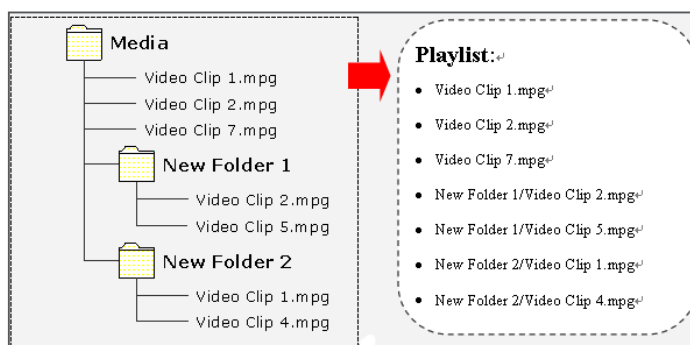 Media
Video Clip 1.mpg
Video Clip 2.mpg
Video Clip 7.mpg
New Folder 1
Video Clip 2.mpg
Video Clip 5.mpg
New Folder 2
Video Clip 1.mpg
Video Clip 4.mpg
Playlist:↵
• Video Clip 1.mpg↵
• Video Clip 2.mpg↵
• Video Clip 7.mpg↵
• New Folder 1/Video Clip 2.mpg↵
• New Folder 1/Video Clip 5.mpg↵
• New Folder 2/Video Clip 1.mpg↵
• New Folder 2/Video Clip 4.mpg↵